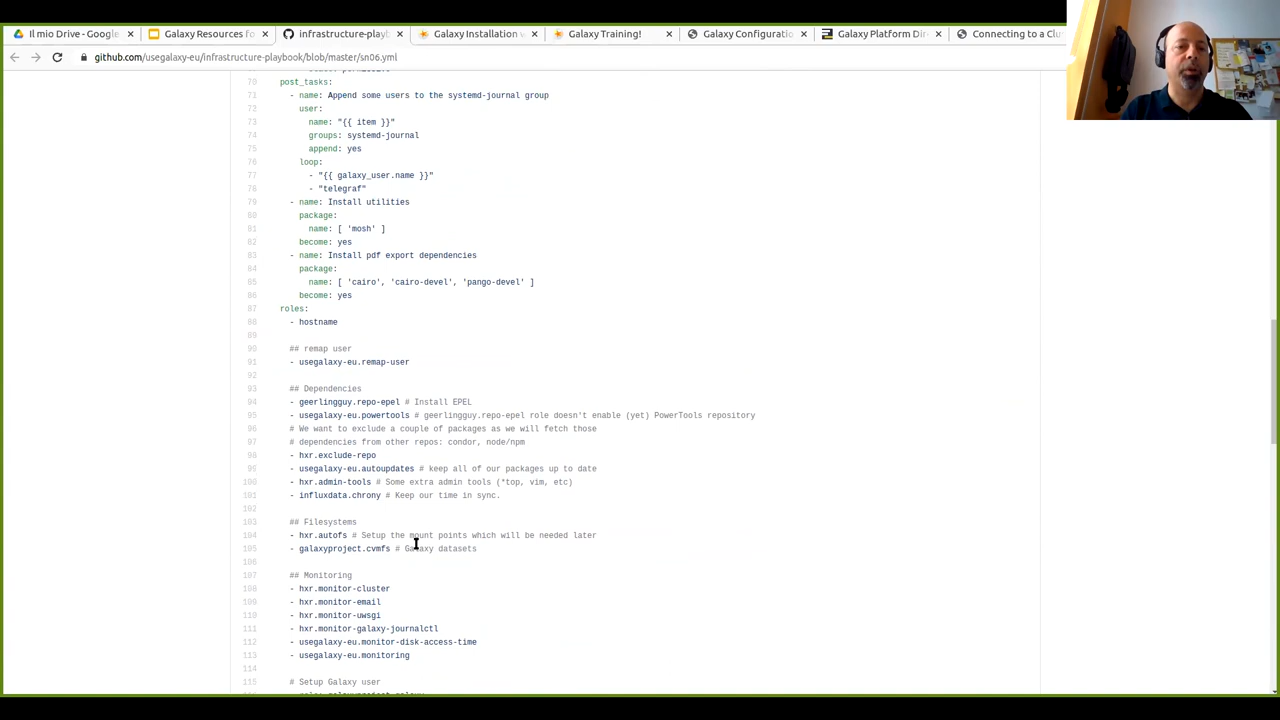 Il mio Drive - Google
Galaxy Resources fo
infrastructure-playb
Galaxy Installation w
Galaxy Training!
Galaxy Configurati
Galaxy Platform Dir
Connecting to a Clu
github.com/usegalaxy-eu/infrastructure-playbook/blob/master/sn06.yml
70 post_tasks:
71 - name: Append some users to the systemd-journal group
72 user:
73 name: "{{ item }}"
74 groups: systemd-journal
75 append: yes
76 loop:
77 - "{{ galaxy_user.name }}"
78 - "telegraf"
79 - name: Install utilities
80 package:
81 name: [ 'mosh' ]
82 become: yes
83 - name: Install pdf export dependencies
84 package:
85 name: [ 'cairo', 'cairo-devel', 'pango-devel' ]
86 become: yes
87 roles:
88 - hostname
89
90 ## remap user
91 - usegalaxy-eu.remap-user
92
93 ## Dependencies
94 - geerlingguy.repo-epel # Install EPEL
95 - usegalaxy-eu.powertools # geerlingguy.repo-epel role doesn't enable (yet) PowerTools repository
96 # We want to exclude a couple of packages as we will fetch those
97 # dependencies from other repos: condor, node/npm
98 - hxr.exclude-repo
99 - usegalaxy-eu.autoupdates # keep all of our packages up to date
100 - hxr.admin-tools # Some extra admin tools (*top, vim, etc)
101 - influxdata.chrony # Keep our time in sync.
102
103 ## Filesystems
104 - hxr.autofs # Setup the mount points which will be needed later
105 - galaxyproject.cvmfs # Galaxy datasets
106
107 ## Monitoring
108 - hxr.monitor-cluster
109 - hxr.monitor-email
110 - hxr.monitor-uwsgi
111 - hxr.monitor-galaxy-journalctl
112 - usegalaxy-eu.monitor-disk-access-time
113 - usegalaxy-eu.monitoring
114
115 # Setup Galaxy user